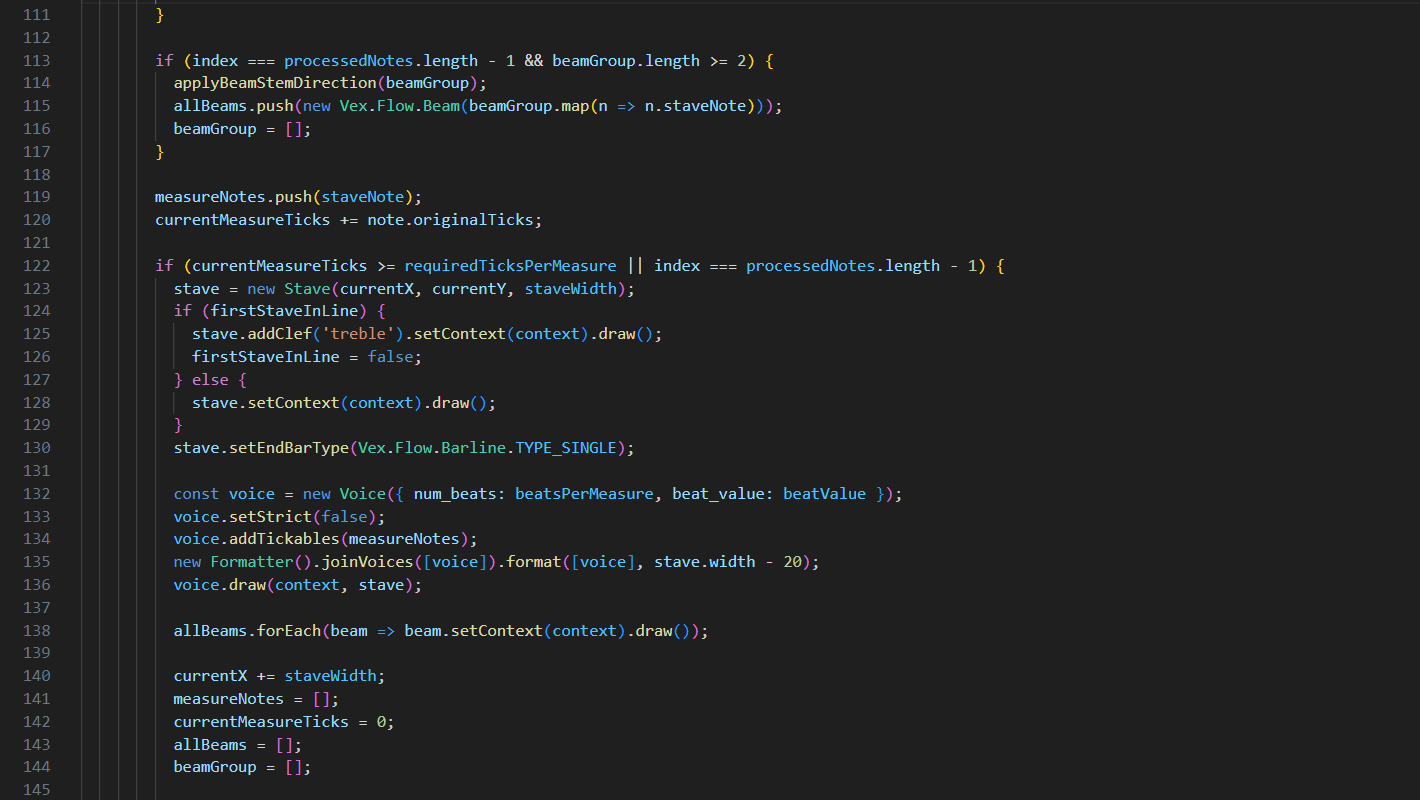 111 }
112
113 if (index === processedNotes.length - 1 && beamGroup.length >= 2) {
114 applyBeamStemDirection(beamGroup);
115 allBeams.push(new Vex.Flow.Beam(beamGroup.map(n => n.staveNote)));
116 beamGroup = [];
117 }
118
119 measureNotes.push(staveNote);
120 currentMeasureTicks += note.originalTicks;
121
122 if (currentMeasureTicks >= requiredTicksPerMeasure || index === processedNotes.length - 1) {
123 stave = new Stave(currentX, currentY, staveWidth);
124 if (firstStaveInLine) {
125 stave.addClef('treble').setContext(context).draw();
126 firstStaveInLine = false;
127 } else {
128 stave.setContext(context).draw();
129 }
130 stave.setEndBarType(Vex.Flow.Barline.TYPE_SINGLE);
131
132 const voice = new Voice({ num_beats: beatsPerMeasure, beat_value: beatValue });
133 voice.setStrict(false);
134 voice.addTickables(measureNotes);
135 new Formatter().joinVoices([voice]).format([voice], stave.width - 20);
136 voice.draw(context, stave);
137
138 allBeams.forEach(beam => beam.setContext(context).draw());
139
140 currentX += staveWidth;
141 measureNotes = [];
142 currentMeasureTicks = 0;
143 allBeams = [];
144 beamGroup = [];
145